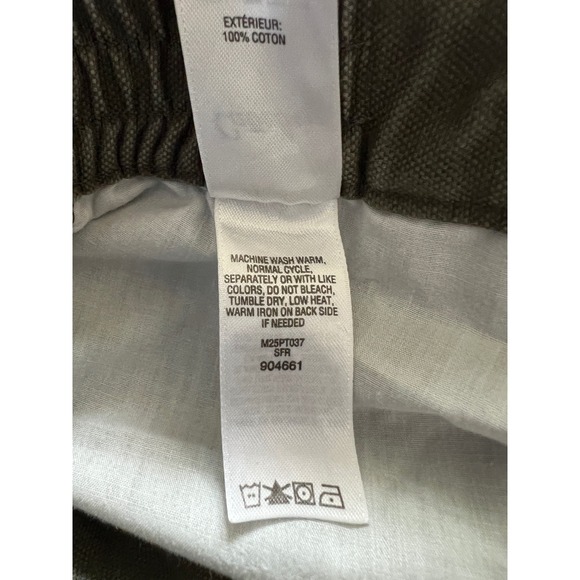 EXTÉRIEUR:
100% COTON
MACHINE WASH WARM,
NORMAL CYCLE,
SEPARATELY OR WITH LIKE
COLORS, DO NOT BLEACH,
TUMBLE DRY, LOW HEAT,
WARM IRON ON BACK SIDE
IF NEEDED
M25PT037
SFR
904661